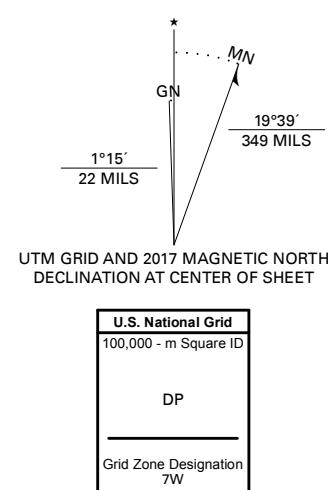 ★
MN
GN
19°39´
349 MILS
1°15´
22 MILS
UTM GRID AND 2017 MAGNETIC NORTH
DECLINATION AT CENTER OF SHEET
U.S. National Grid
100,000 - m Square ID
DP
Grid Zone Designation
7W